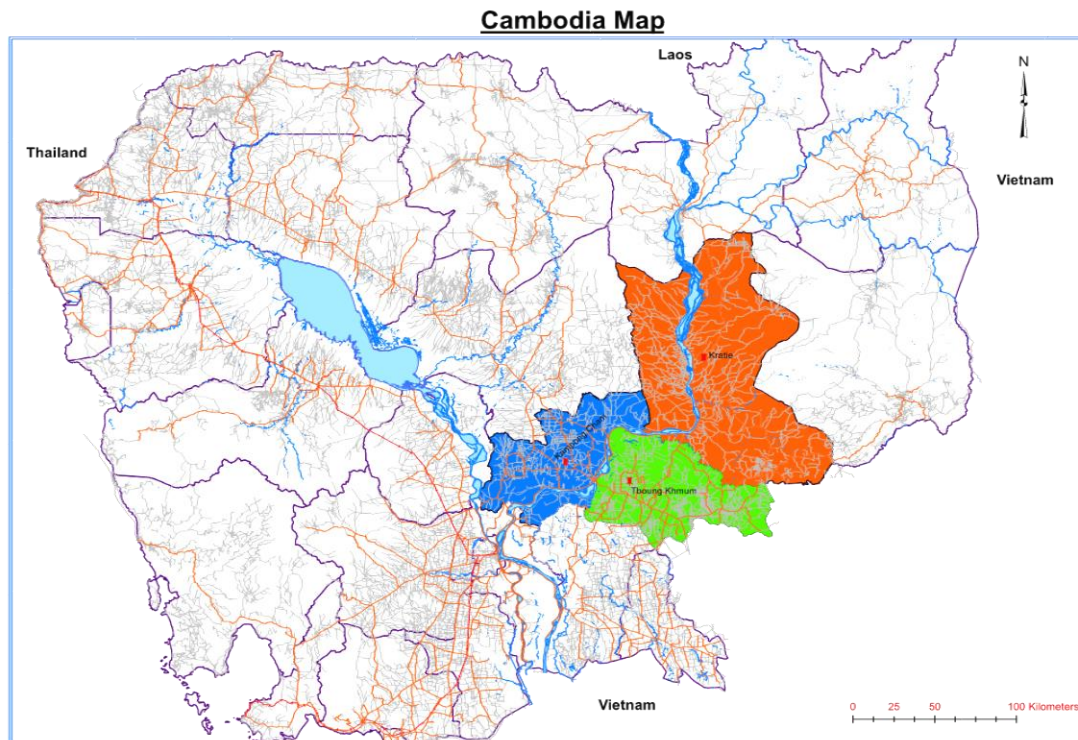 Cambodia Map
Laos
N
Thailand
Vietnam
Kratie
Tboung Khmum
Vietnam
0 25 50 100 Kilometers